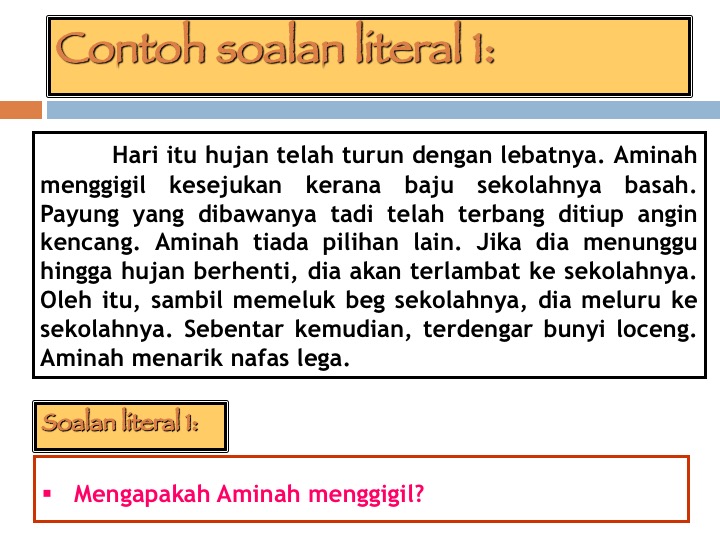 Contoh soalan literal 1:
Hari itu hujan telah turun dengan lebatnya. Aminah
menggigil kesejukan kerana baju sekolahnya basah.
Payung yang dibawanya tadi telah terbang ditiup angin
kencang. Aminah tiada pilihan lain. Jika dia menunggu
hingga hujan berhenti, dia akan terlambat ke sekolahnya.
Oleh itu, sambil memeluk beg sekolahnya, dia meluru ke
sekolahnya. Sebentar kemudian, terdengar bunyi loceng.
Aminah menarik nafas lega.
Soalan literal 1:
▪ Mengapakah Aminah menggigil?